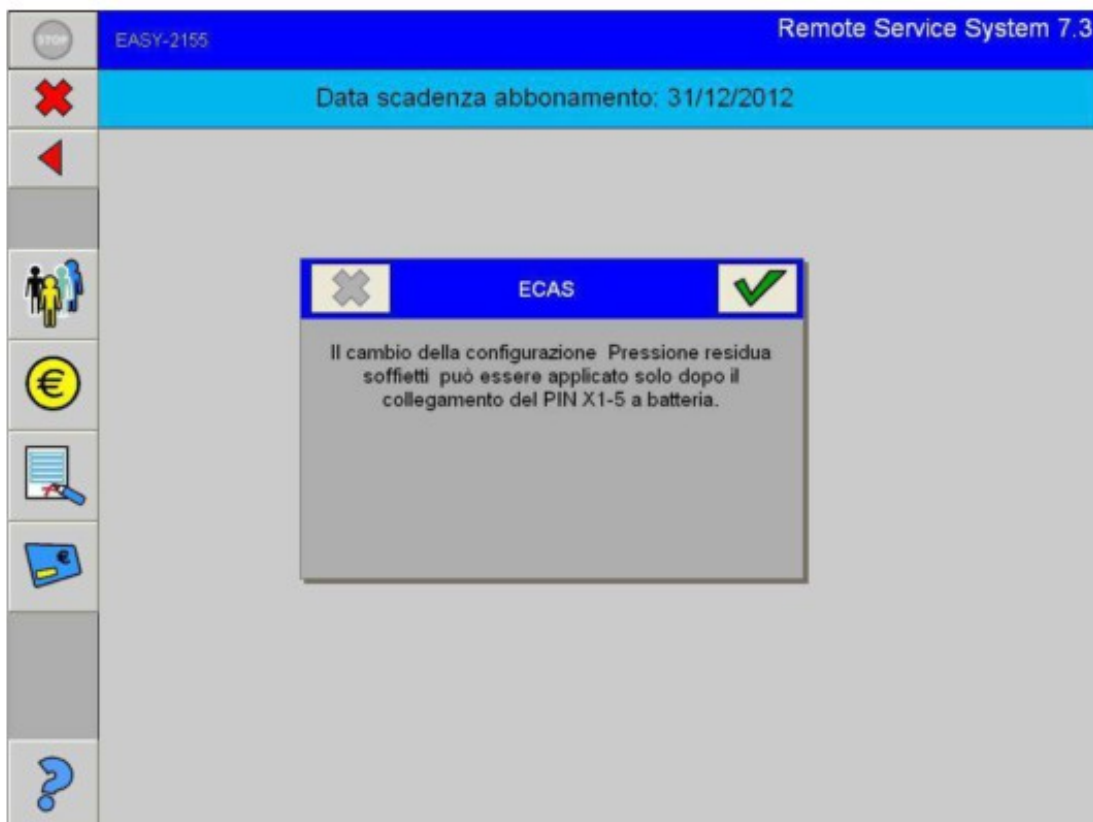 STOP
EASY-2155
Remote Service System 7.3
Data scadenza abbonamento: 31/12/2012
ECAS
Il cambio della configurazione  Pressione residua
soffietti  può essere applicato solo dopo il
collegamento del PIN X1-5 a batteria.